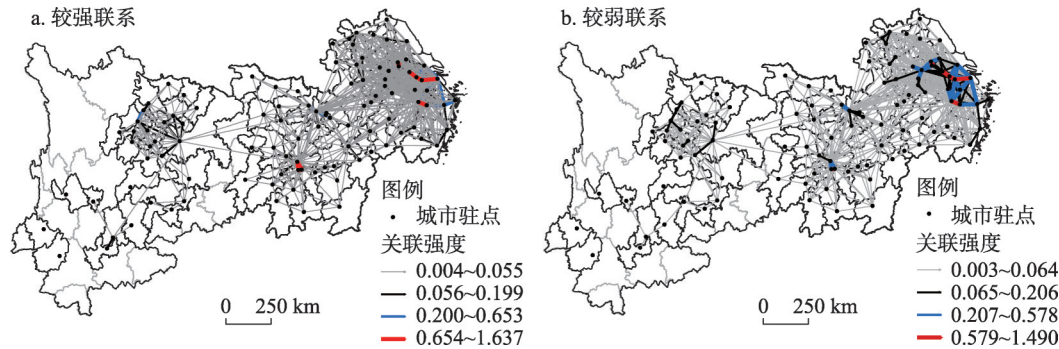 a. 较强联系
图例
城市驻点
关联强度
0.004~0.055
0.056~0.199
0.200~0.653
0.654~1.637
0 250 km
b. 较弱联系
图例
城市驻点
关联强度
0.003~0.064
0.065~0.206
0.207~0.578
0.579~1.490
0 250 km